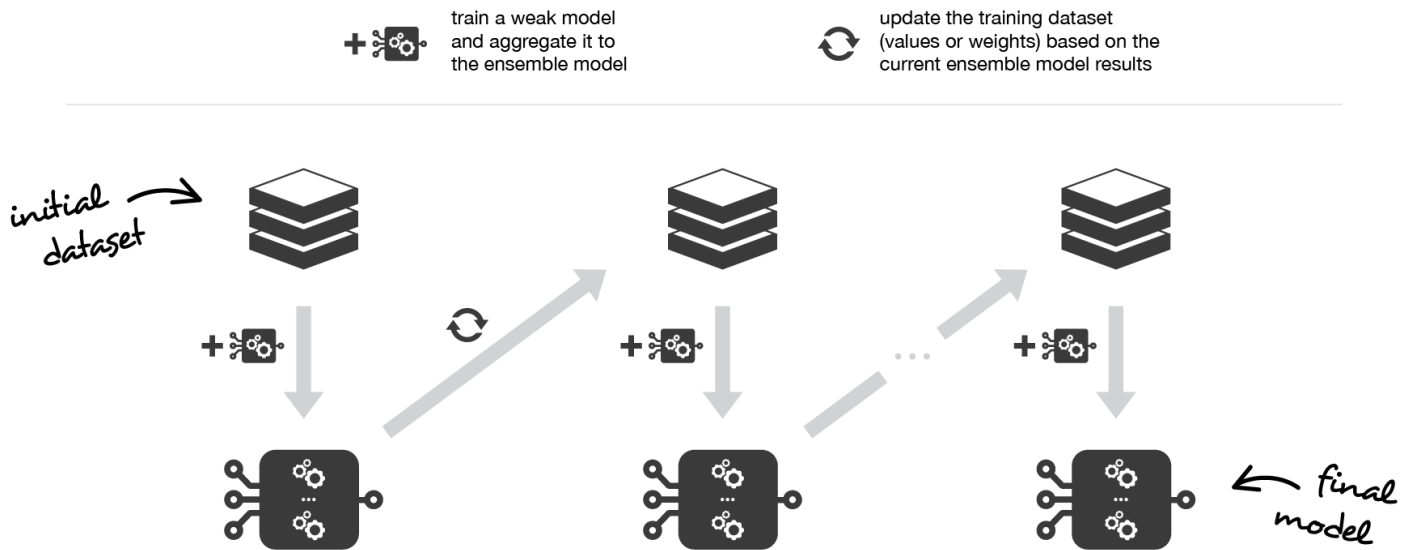 train a weak model
and aggregate it to
the ensemble model
update the training dataset
(values or weights) based on the
current ensemble model results
initial
dataset
final
model